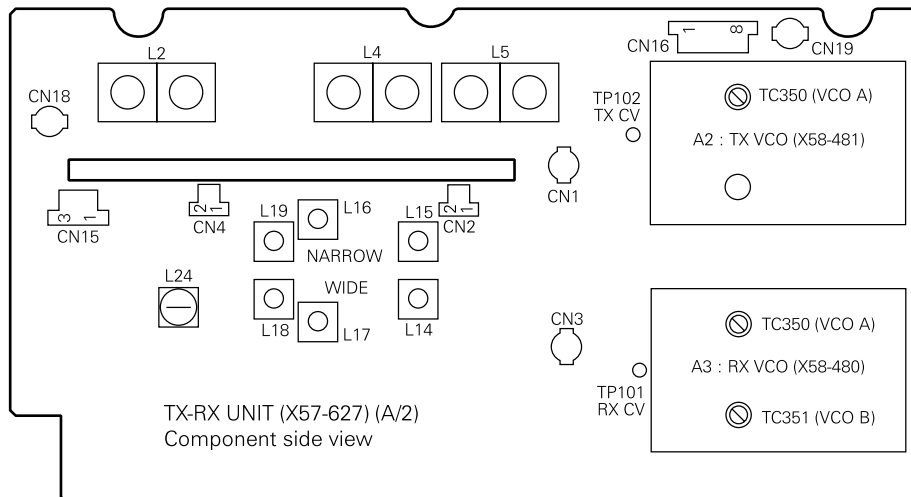 L2
L4
L5
CN16
1
8
CN19
CN18
TP102
TX CV
TC350 (VCO A)
A2 : TX VCO (X58-481)
CN1
3
1
CN15
2
1
CN4
L19
L16
L15
2
1
CN2
NARROW
WIDE
L24
L18
L17
L14
CN3
TP101
RX CV
TC350 (VCO A)
A3 : RX VCO (X58-480)
TC351 (VCO B)
TX-RX UNIT (X57-627) (A/2)
Component side view